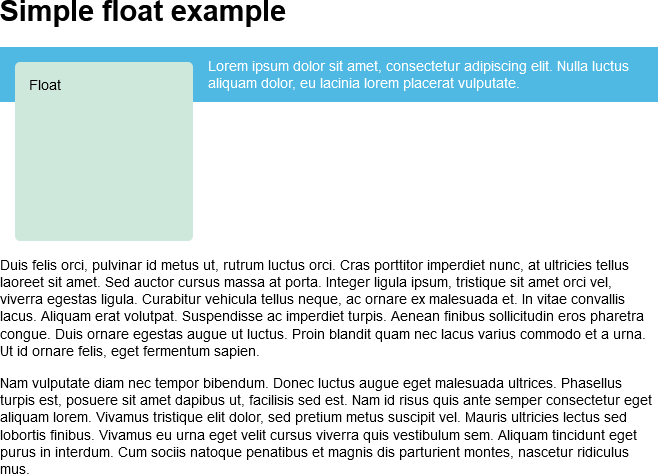 Simple float example
Float
Lorem ipsum dolor sit amet, consectetur adipiscing elit. Nulla luctus
aliquam dolor, eu lacinia lorem placerat vulputate.
Duis felis orci, pulvinar id metus ut, rutrum luctus orci. Cras porttitor imperdiet nunc, at ultricies tellus
laoreet sit amet. Sed auctor cursus massa at porta. Integer ligula ipsum, tristique sit amet orci vel,
viverra egestas ligula. Curabitur vehicula tellus neque, ac ornare ex malesuada et. In vitae convallis
lacus. Aliquam erat volutpat. Suspendisse ac imperdiet turpis. Aenean finibus sollicitudin eros pharetra
congue. Duis ornare egestas augue ut luctus. Proin blandit quam nec lacus varius commodo et a urna.
Ut id ornare felis, eget fermentum sapien.
Nam vulputate diam nec tempor bibendum. Donec luctus augue eget malesuada ultrices. Phasellus
turpis est, posuere sit amet dapibus ut, facilisis sed est. Nam id risus quis ante semper consectetur eget
aliquam lorem. Vivamus tristique elit dolor, sed pretium metus suscipit vel. Mauris ultricies lectus sed
lobortis finibus. Vivamus eu urna eget velit cursus viverra quis vestibulum sem. Aliquam tincidunt eget
purus in interdum. Cum sociis natoque penatibus et magnis dis parturient montes, nascetur ridiculus
mus.